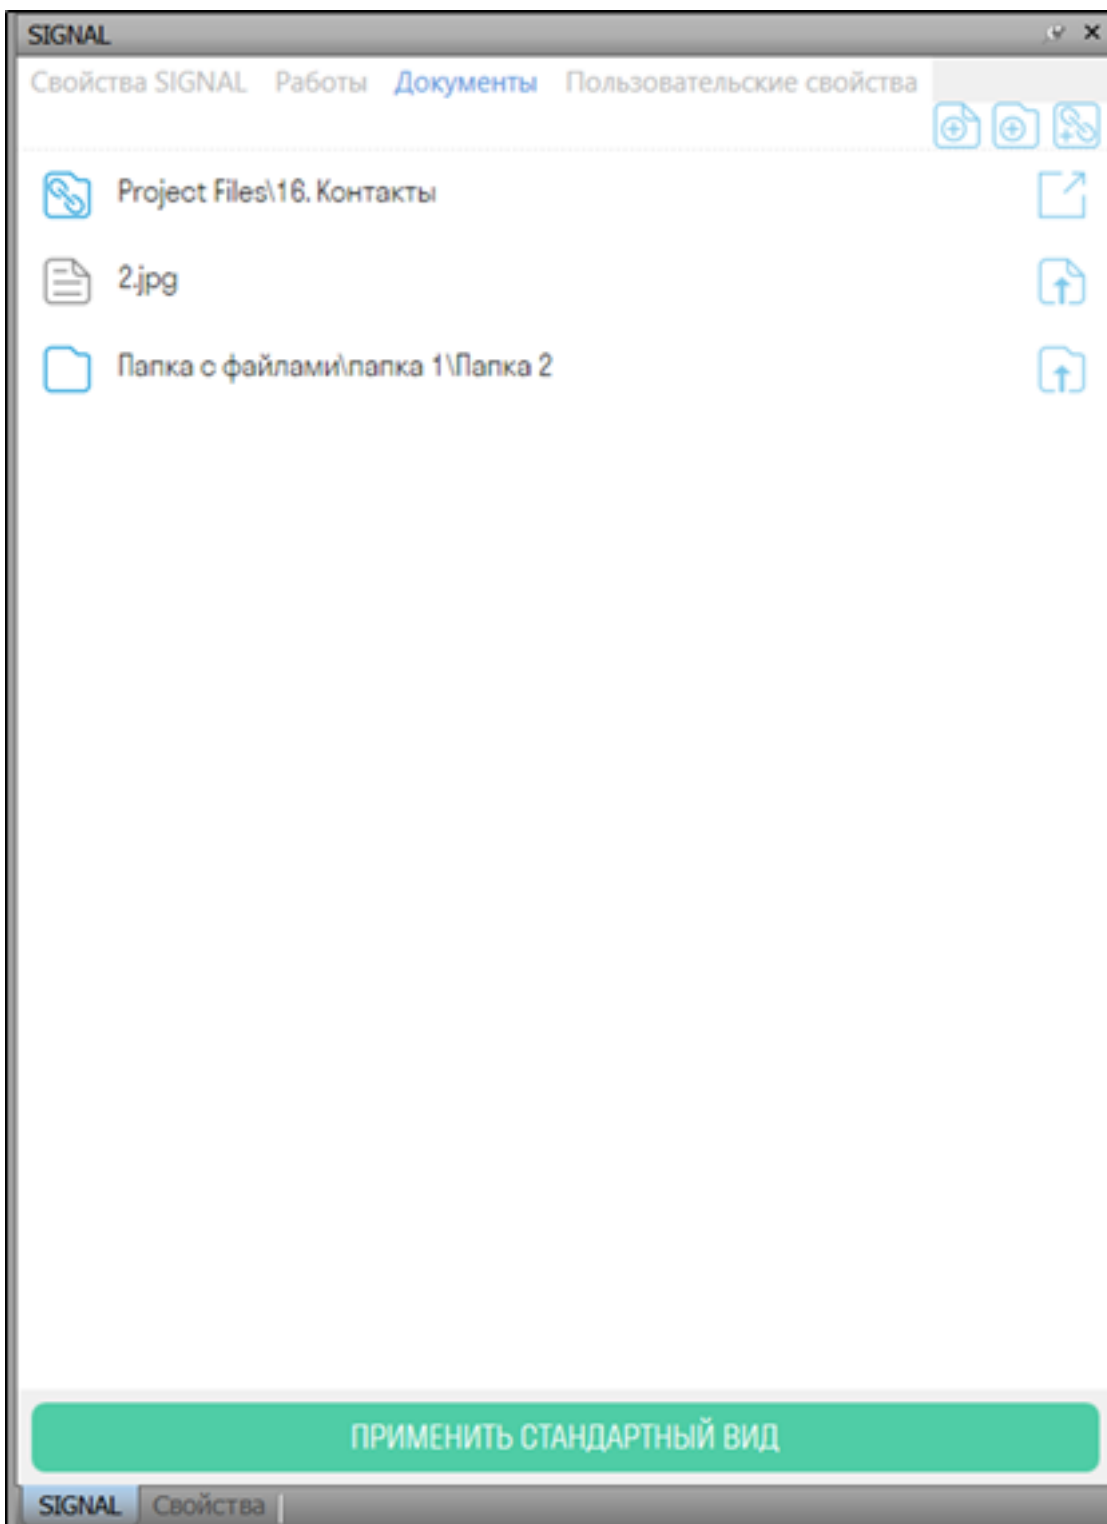 SIGNAL
Свойства SIGNAL Работы Документы Пользовательские свойства
Project Files\16. Контакты
2.jpg
Папка с файлами\папка 1\Папка 2
ПРИМЕНИТЬ СТАНДАРТНЫЙ ВИД
SIGNAL Свойства